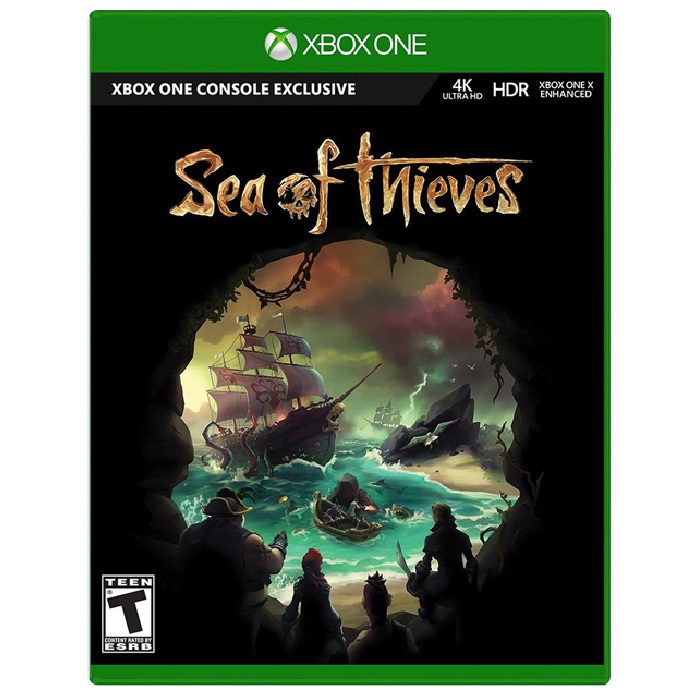 XBOX ONE
XBOX ONE CONSOLE EXCLUSIVE
4K
ULTRA HD
HDR
XBOX ONE X
ENHANCED
Sea of Thieves
TEEN
T
CONTENT RATED BY
ESRB